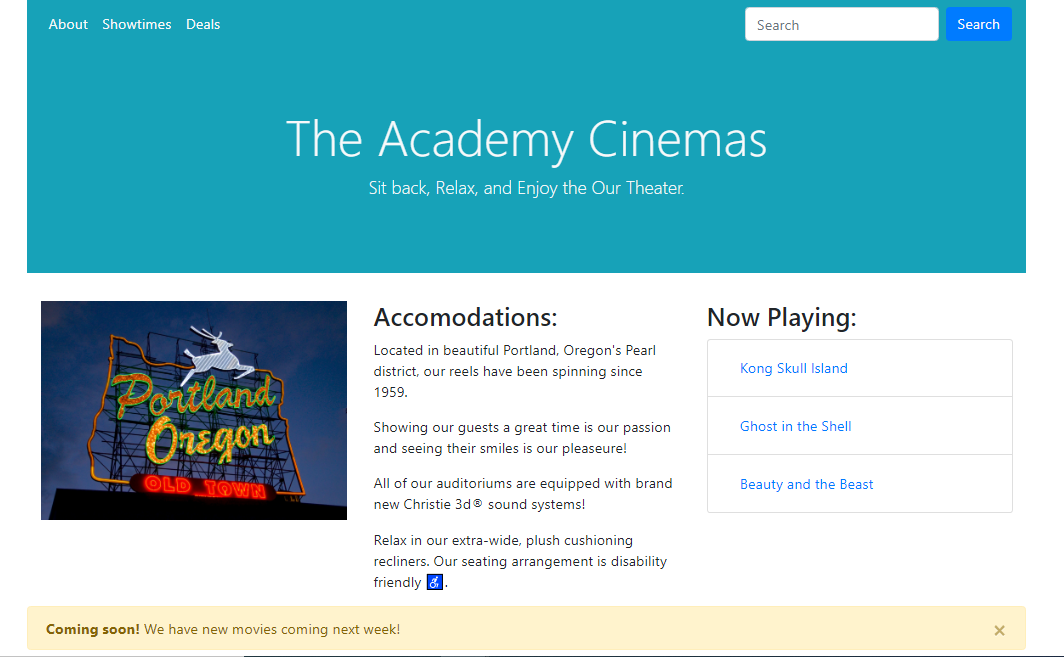 About Showtimes Deals Search Search
The Academy Cinemas
Sit back, Relax, and Enjoy the Our Theater.
Portland
Oregon
OLD TOWN
Accomodations:
Located in beautiful Portland, Oregon's Pearl
district, our reels have been spinning since
1959.
Showing our guests a great time is our passion
and seeing their smiles is our pleaseure!
All of our auditoriums are equipped with brand
new Christie 3d® sound systems!
Relax in our extra-wide, plush cushioning
recliners. Our seating arrangement is disability
friendly .
Now Playing:
Kong Skull Island
Ghost in the Shell
Beauty and the Beast
Coming soon! We have new movies coming next week! ×